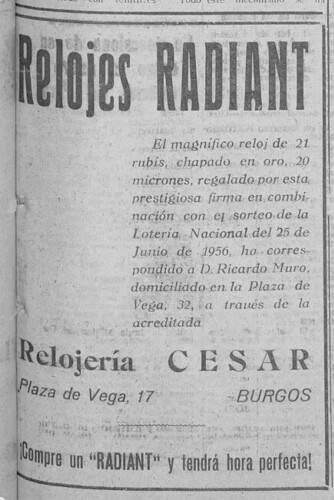 Relojes RADIANT
El magnífico reloj de 21
rubís, chapado en oro, 20
micrones, regalado por esta
prestigiosa firma en combi-
nación con el sorteo de la
Lotería Nacional del 25 de
Junio de 1956, ha corres-
pondido a D. Ricardo Muro,
domiciliado en la Plaza de
Vega, 32, a través de la
acreditada
Relojería CESAR
Plaza de Vega, 17 BURGOS
¡Compre un "RADIANT" y tendrá hora perfecta!